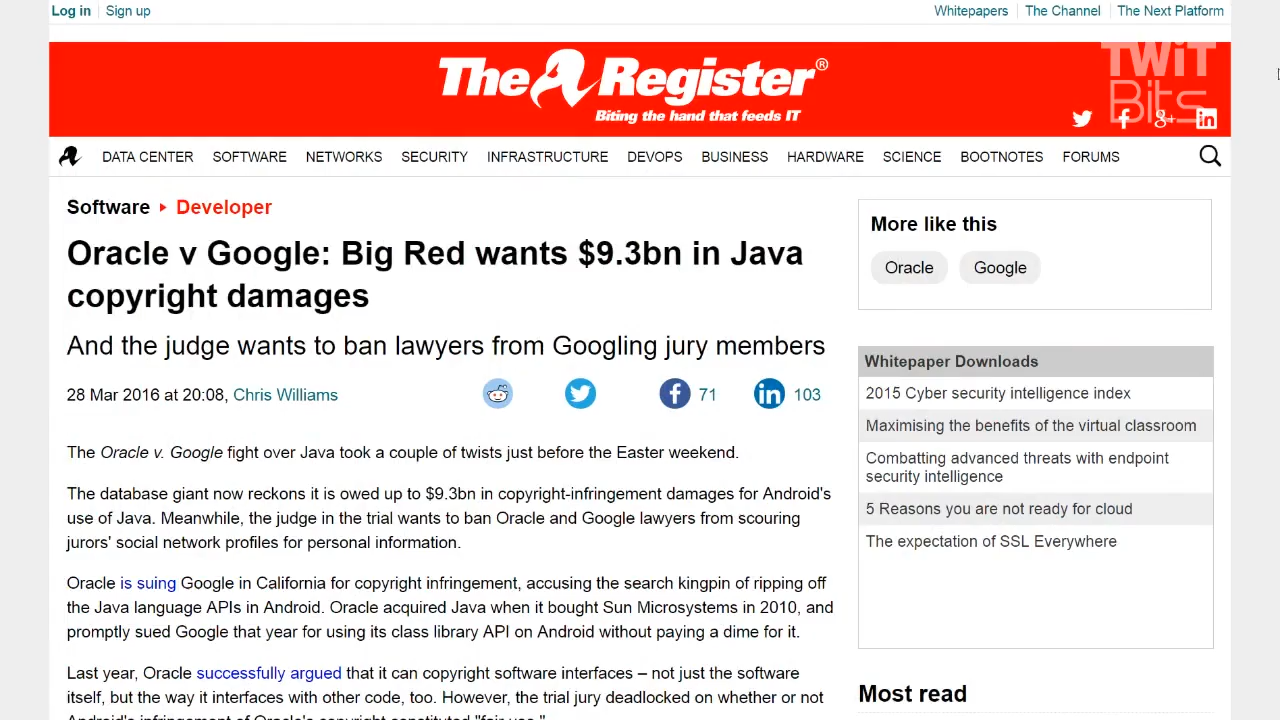 Log in Sign up Whitepapers The Channel The Next Platform
The Register®
Biting the hand that feeds IT
TWiT
Bits
g+
DATA CENTER SOFTWARE NETWORKS SECURITY INFRASTRUCTURE DEVOPS BUSINESS HARDWARE SCIENCE BOOTNOTES FORUMS
Software Developer
Oracle v Google: Big Red wants $9.3bn in Java
copyright damages
And the judge wants to ban lawyers from Googling jury members
28 Mar 2016 at 20:08, Chris Williams
71
103
The Oracle v. Google fight over Java took a couple of twists just before the Easter weekend.
The database giant now reckons it is owed up to $9.3bn in copyright-infringement damages for Android's
use of Java. Meanwhile, the judge in the trial wants to ban Oracle and Google lawyers from scouring
jurors' social network profiles for personal information.
Oracle is suing Google in California for copyright infringement, accusing the search kingpin of ripping off
the Java language APIs in Android. Oracle acquired Java when it bought Sun Microsystems in 2010, and
promptly sued Google that year for using its class library API on Android without paying a dime for it.
Last year, Oracle successfully argued that it can copyright software interfaces – not just the software
itself, but the way it interfaces with other code, too. However, the trial jury deadlocked on whether or not
Android's infringement of Oracle's copyright constituted "fair use."
More like this
Oracle Google
Whitepaper Downloads
2015 Cyber security intelligence index
Maximising the benefits of the virtual classroom
Combatting advanced threats with endpoint
security intelligence
5 Reasons you are not ready for cloud
The expectation of SSL Everywhere
Most read